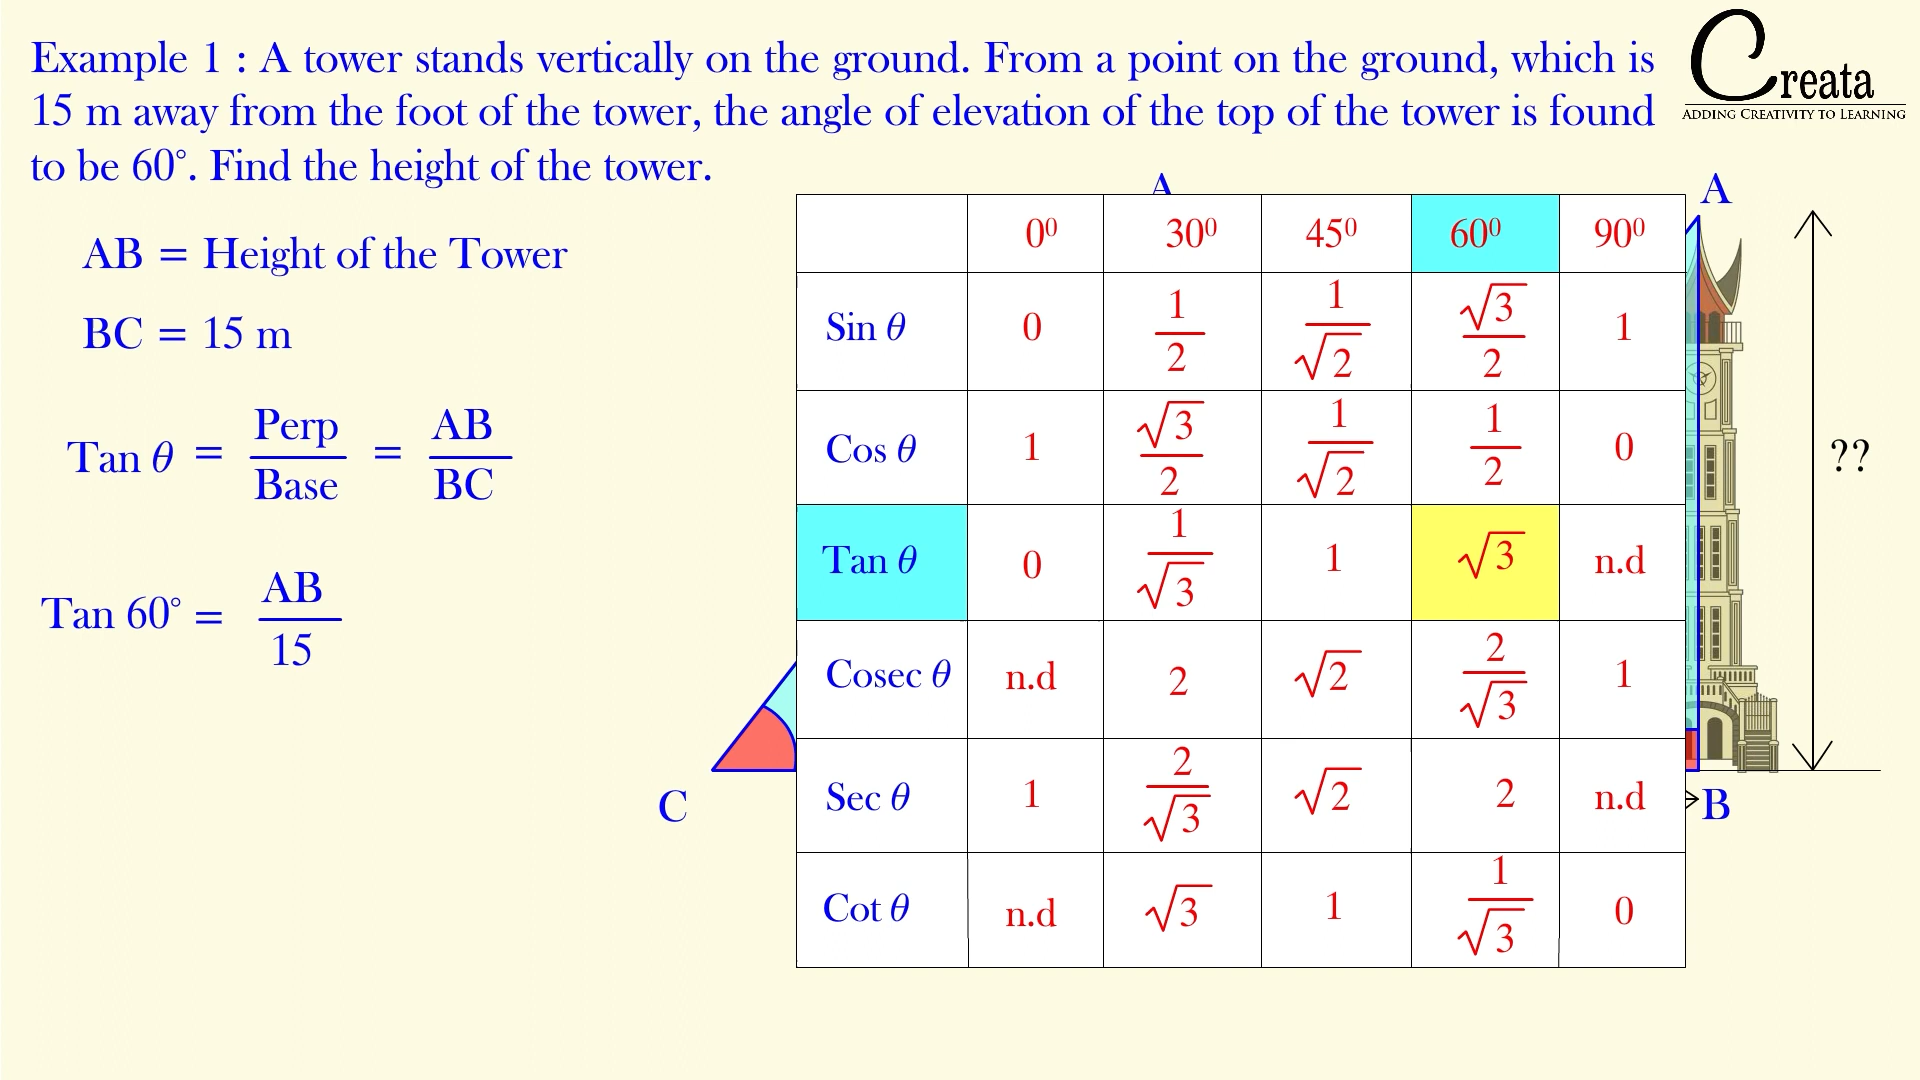 Example 1 : A tower stands vertically on the ground. From a point on the ground, which is
15 m away from the foot of the tower, the angle of elevation of the top of the tower is found
to be 60°. Find the height of the tower.
Creata
ADDING CREATIVITY TO LEARNING
AB = Height of the Tower
BC = 15 m
Tan θ = Perp/Base = AB/BC
Tan 60° = AB/15
A
A
0⁰ 30⁰ 45⁰ 60⁰ 90⁰
Sin θ 0 1/2 1/√2 √3/2 1
Cos θ 1 √3/2 1/√2 1/2 0
Tan θ 0 1/√3 1 √3 n.d
Cosec θ n.d 2 √2 2/√3 1
Sec θ 1 2/√3 √2 2 n.d
Cot θ n.d √3 1 1/√3 0
??
C
B